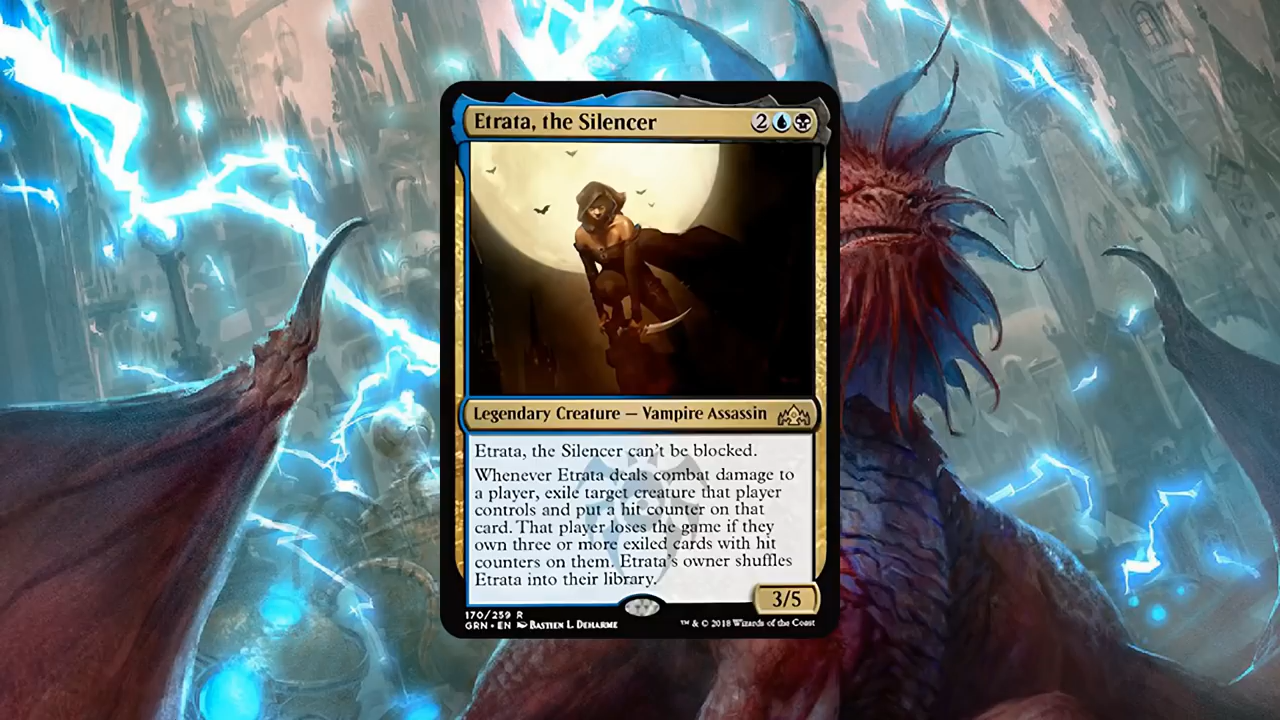 Etrata, the Silencer 2
Legendary Creature — Vampire Assassin
Etrata, the Silencer can't be blocked.
Whenever Etrata deals combat damage to
a player, exile target creature that player
controls and put a hit counter on that
card. That player loses the game if they
own three or more exiled cards with hit
counters on them. Etrata's owner shuffles
Etrata into their library.
3/5
170/259 R
GRN • EN Bastien L. Deharme
™ & © 2018 Wizards of the Coast